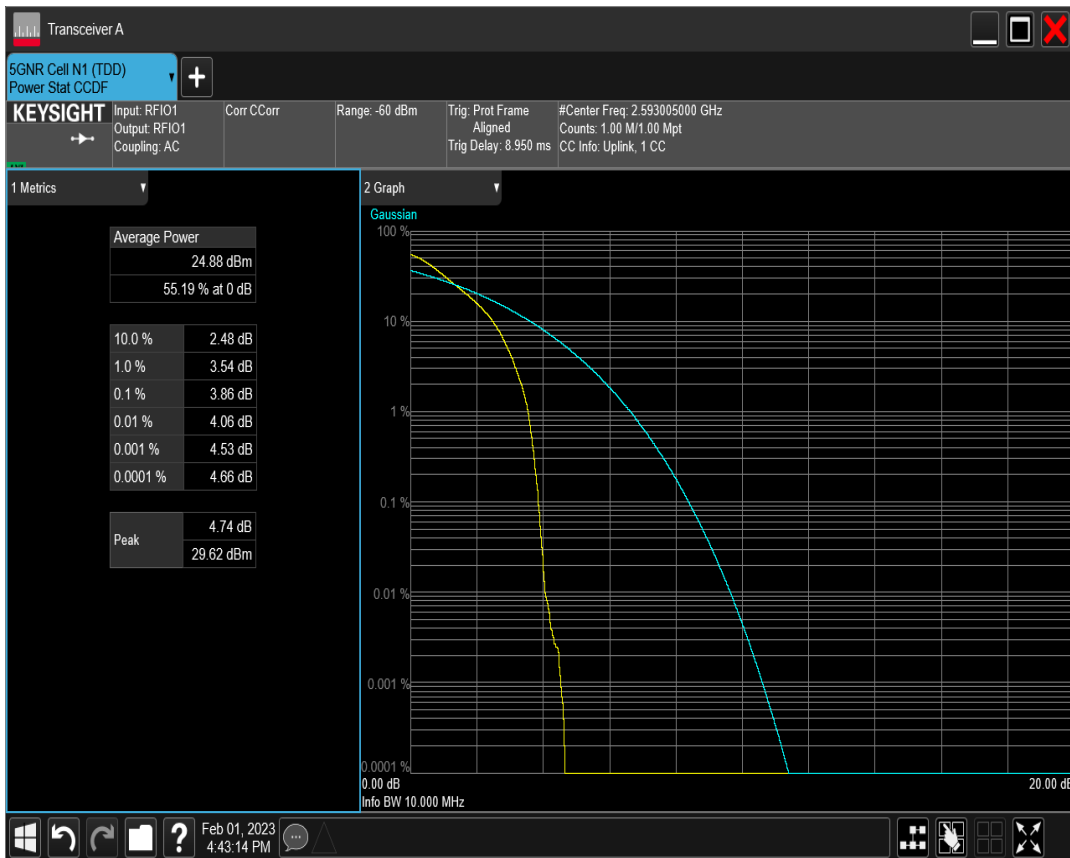 Transceiver A
5GNR Cell N1 (TDD)
Power Stat CCDF
+
KEYSIGHT
Input: RFIO1
Output: RFIO1
Coupling: AC
Corr CCorr
Range: -60 dBm
Trig: Prot Frame
Aligned
Trig Delay: 8.950 ms
#Center Freq: 2.593005000 GHz
Counts: 1.00 M/1.00 Mpt
CC Info: Uplink, 1 CC
1 Metrics
Average Power
24.88 dBm
55.19 % at 0 dB
10.0 % 2.48 dB
1.0 % 3.54 dB
0.1 % 3.86 dB
0.01 % 4.06 dB
0.001 % 4.53 dB
0.0001 % 4.66 dB
Peak 4.74 dB
29.62 dBm
2 Graph
Gaussian
100 %
10 %
1 %
0.1 %
0.01 %
0.001 %
0.0001 %
0.00 dB 20.00 dB
Info BW 10.000 MHz
?
Feb 01, 2023
4:43:14 PM